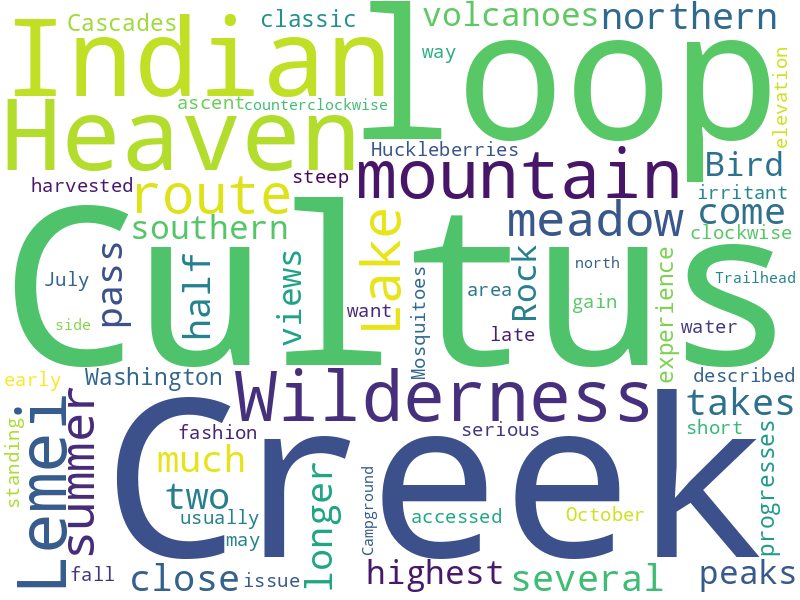 Cascades
classic
volcanoes
northern
Indian
loop
way
elevation
ascent
counterclockwise
Heaven
Huckleberries
Bird
harvested
steep
mountain
irritant
route
Lake
meadow
come
southern
clockwise
Cultus
pass
half
views
Rock
experience
north
July
area
Trailhead
want
Mosquitoes
gain
side
late
water
early
Washington
Wilderness
described
takes
Lemei
summer
Creek
fashion
serious
short
standing
much
longer
progresses
two
Campground
usually
accessed
October
may
fall
close
issue
highest
several
peaks